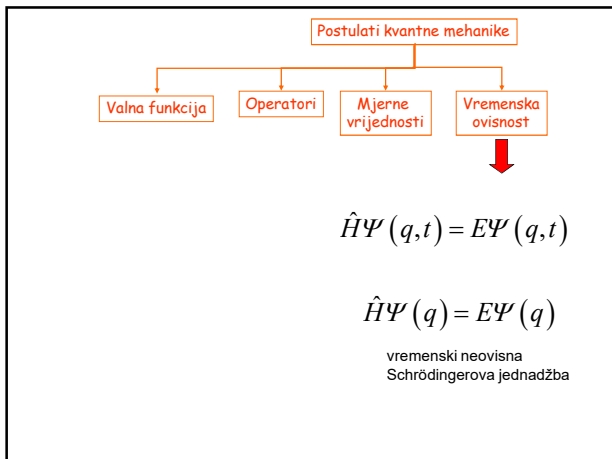 Postulati kvantne mehanike
Valna funkcija
Operatori
Mjerne
vrijednosti
Vremenska
ovisnost
ĤΨ(q,t) = EΨ(q,t)
ĤΨ(q) = EΨ(q)
vremenski neovisna
Schrödingerova jednadžba